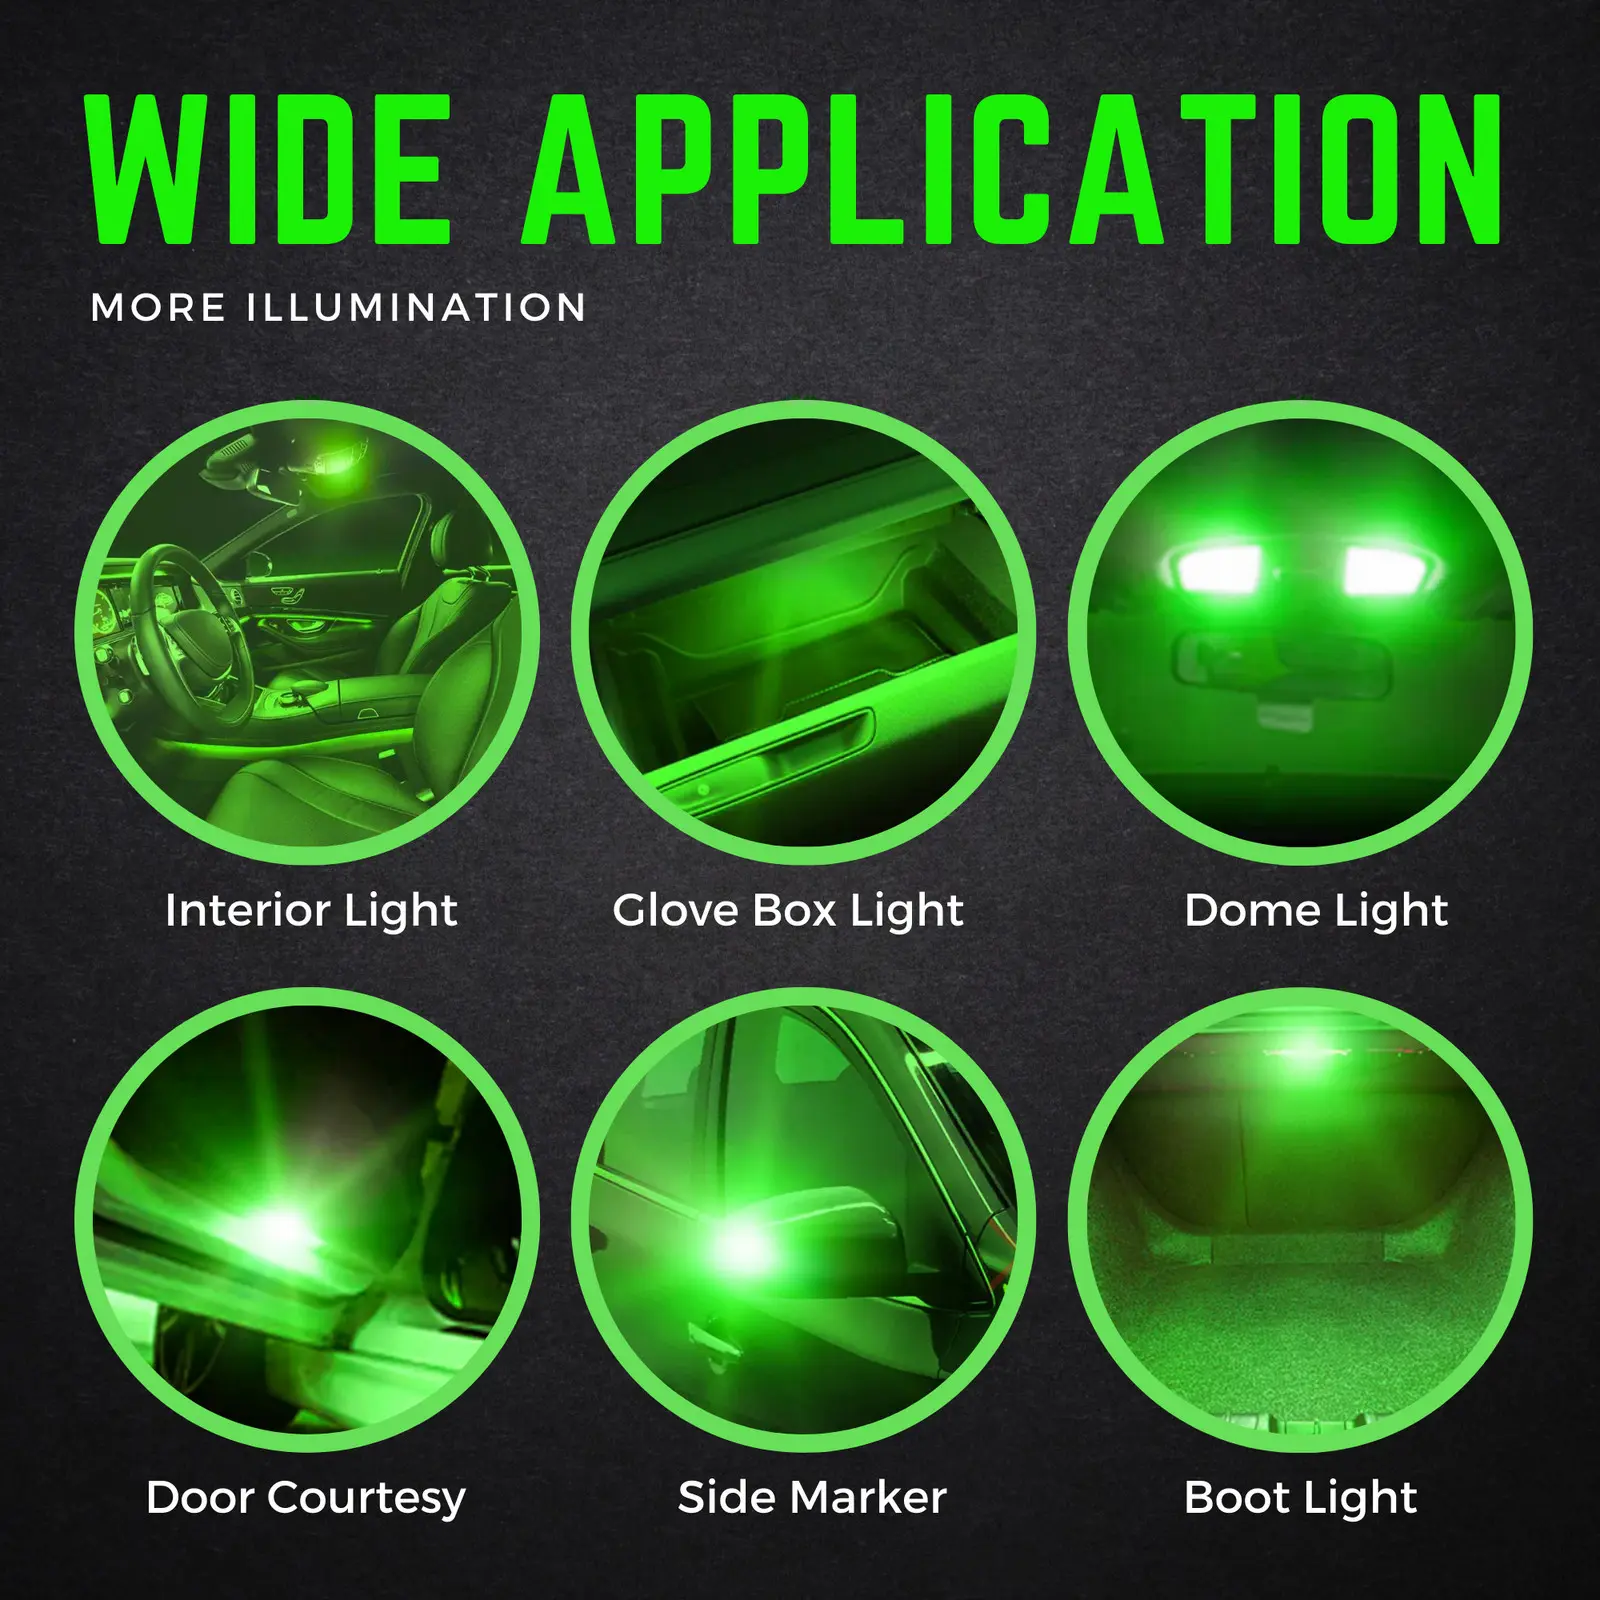 WIDE APPLICATION
MORE ILLUMINATION
Interior Light
Glove Box Light
Dome Light
Door Courtesy
Side Marker
Boot Light